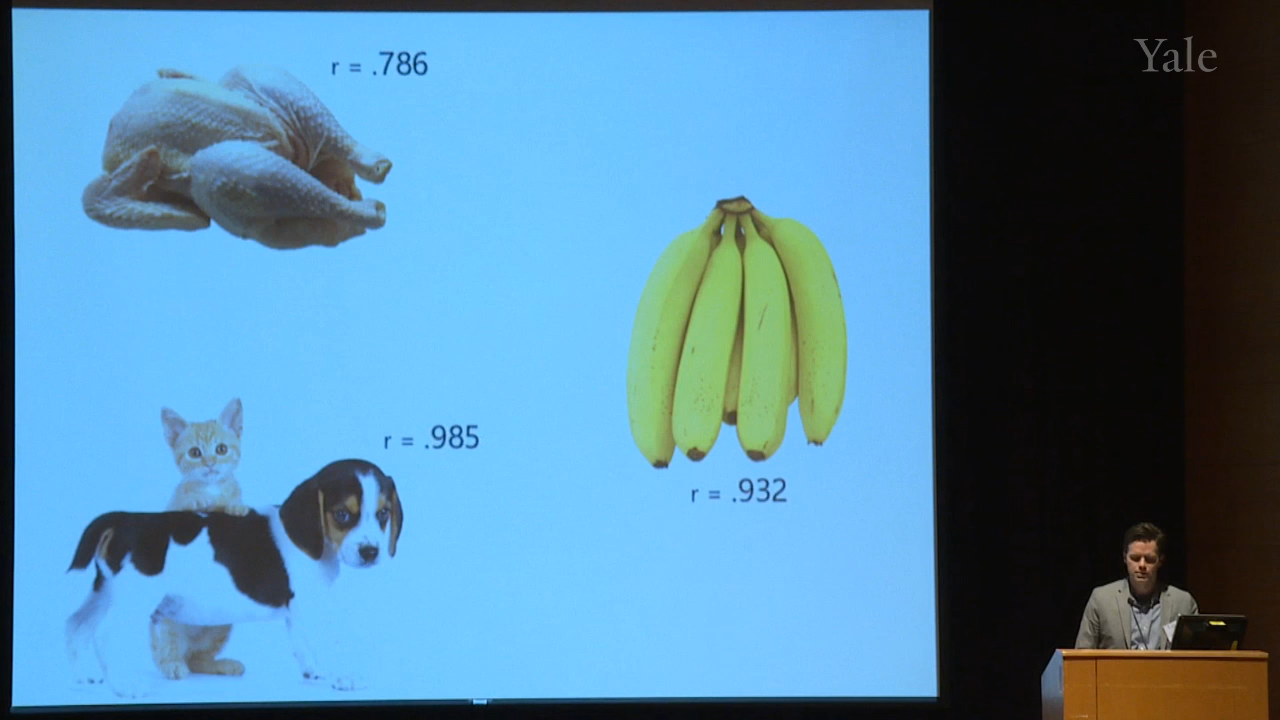 r = .786
Yale
r = .985
r = .932